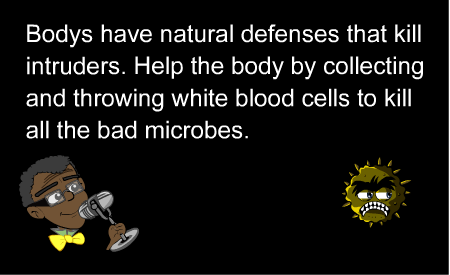 Bodys have natural defenses that kill
intruders. Help the body by collecting
and throwing white blood cells to kill
all the bad microbes.